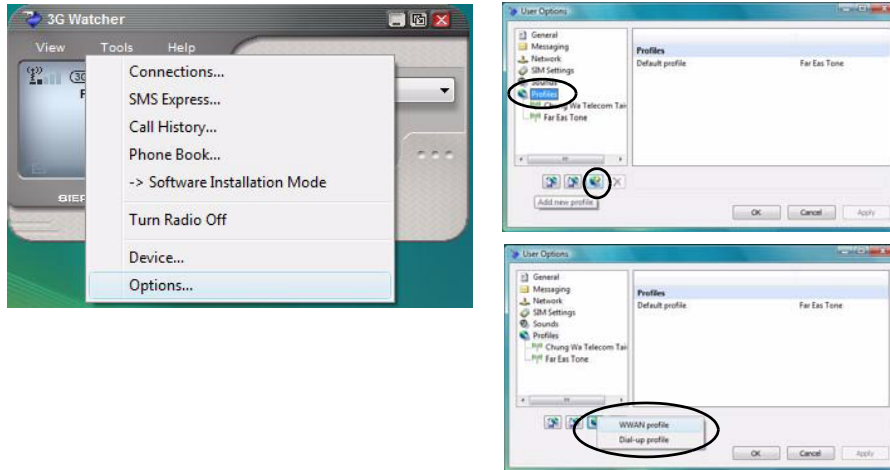 3G Watcher
View Tools Help
Connections...
SMS Express...
Call History...
Phone Book...
-> Software Installation Mode
Turn Radio Off
Device...
Options...
User Options
General
Messaging
Network
SIM Settings
Sounds
Profiles
Chung Wa Telecom Tai
Far Eas Tone
Profiles
Default profile Far Eas Tone
Add new profile
OK Cancel Apply
User Options
General
Messaging
Network
SIM Settings
Sounds
Profiles
Chung Wa Telecom Tai
Far Eas Tone
Profiles
Default profile Far Eas Tone
WWAN profile
Dial-up profile
OK Cancel Apply